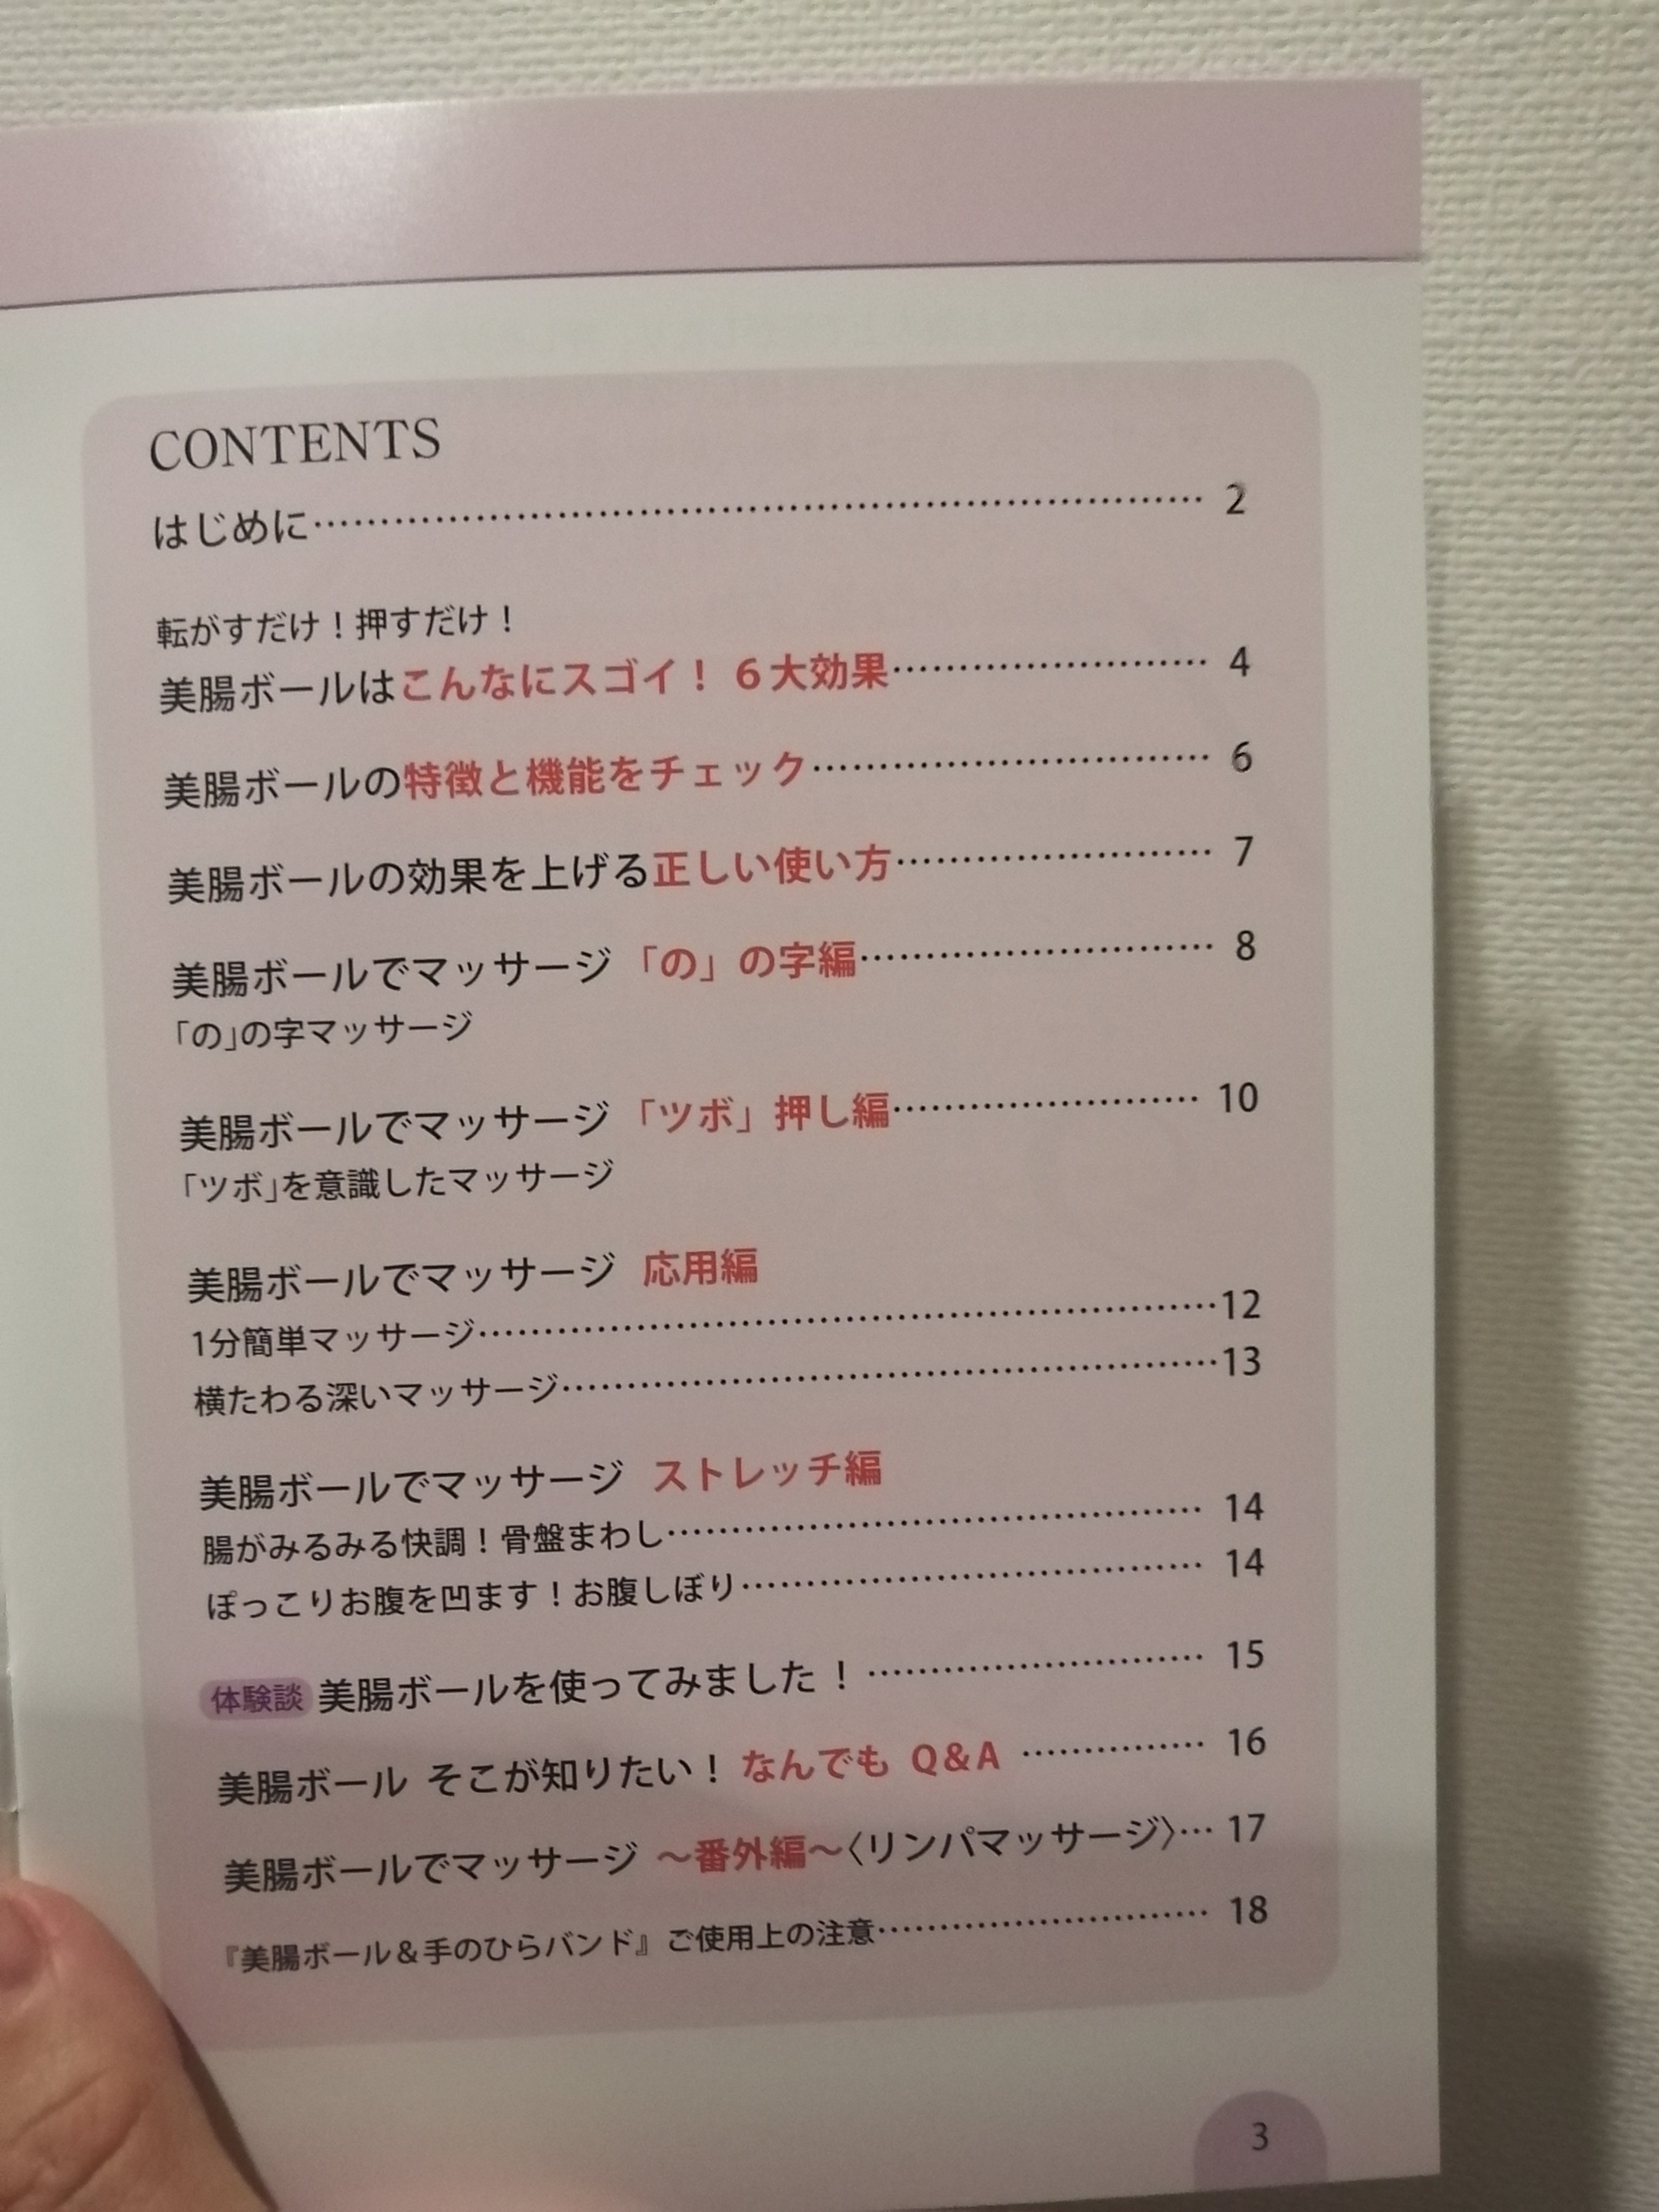 CONTENTS
はじめに…………………………………… 2
転がすだけ！押すだけ！
美腸ボールはこんなにスゴイ！ 6大効果…………… 4
美腸ボールの特徴と機能をチェック…………… 6
美腸ボールの効果を上げる正しい使い方…………… 7
美腸ボールでマッサージ 「の」の字編…………… 8
「の」の字マッサージ
美腸ボールでマッサージ 「ツボ」押し編…………… 10
「ツボ」を意識したマッサージ
美腸ボールでマッサージ 応用編
1分簡単マッサージ……………………………12
横たわる深いマッサージ…………………………13
美腸ボールでマッサージ ストレッチ編
腸がみるみる快調！骨盤まわし…………………… 14
ぽっこりお腹を凹ます！お腹しぼり………………… 14
体験談 美腸ボールを使ってみました！…………… 15
美腸ボール そこが知りたい！ なんでも Q&A ……… 16
美腸ボールでマッサージ 〜番外編〜〈リンパマッサージ〉… 17
『美腸ボール＆手のひらバンド』ご使用上の注意…………… 18
3